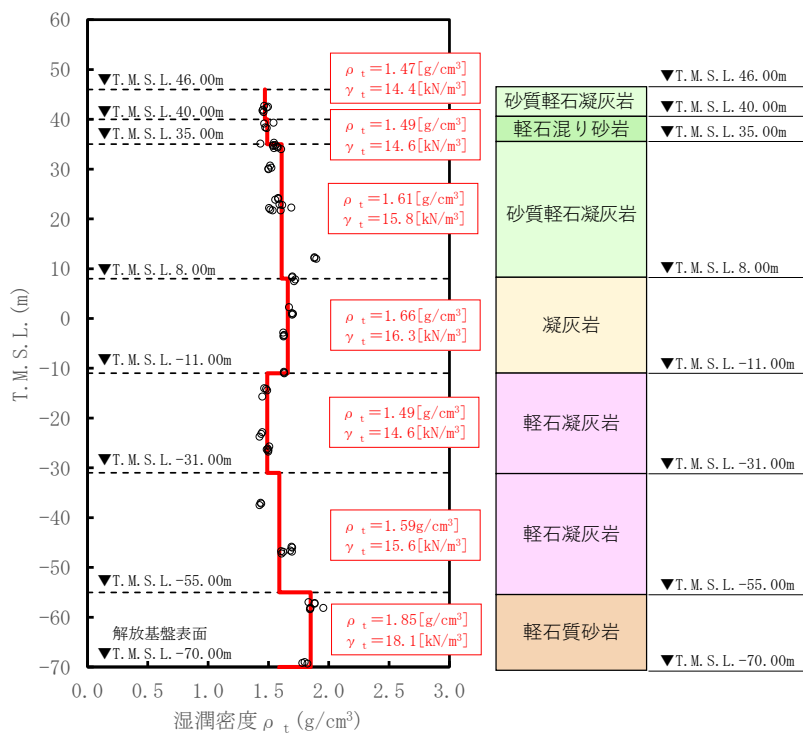 60
50
40
30
20
10
0
-10
-20
-30
-40
-50
-60
-70
T.M.S.L.(m)
▼T.M.S.L.46.00m
▼T.M.S.L.40.00m
▼T.M.S.L.35.00m
▼T.M.S.L.8.00m
▼T.M.S.L.-11.00m
▼T.M.S.L.-31.00m
▼T.M.S.L.-55.00m
解放基盤表面
▼T.M.S.L.-70.00m
0.0 0.5 1.0 1.5 2.0 2.5 3.0
湿潤密度ρt(g/cm³)
ρt=1.47[g/cm³]
γt=14.4[kN/m³]
ρt=1.49[g/cm³]
γt=14.6[kN/m³]
ρt=1.61[g/cm³]
γt=15.8[kN/m³]
ρt=1.66[g/cm³]
γt=16.3[kN/m³]
ρt=1.49[g/cm³]
γt=14.6[kN/m³]
ρt=1.59g/cm³]
γt=15.6[kN/m³]
ρt=1.85[g/cm³]
γt=18.1[kN/m³]
砂質軽石凝灰岩
軽石混り砂岩
砂質軽石凝灰岩
凝灰岩
軽石凝灰岩
軽石凝灰岩
軽石質砂岩
▼T.M.S.L.46.00m
▼T.M.S.L.40.00m
▼T.M.S.L.35.00m
▼T.M.S.L.8.00m
▼T.M.S.L.-11.00m
▼T.M.S.L.-31.00m
▼T.M.S.L.-55.00m
▼T.M.S.L.-70.00m